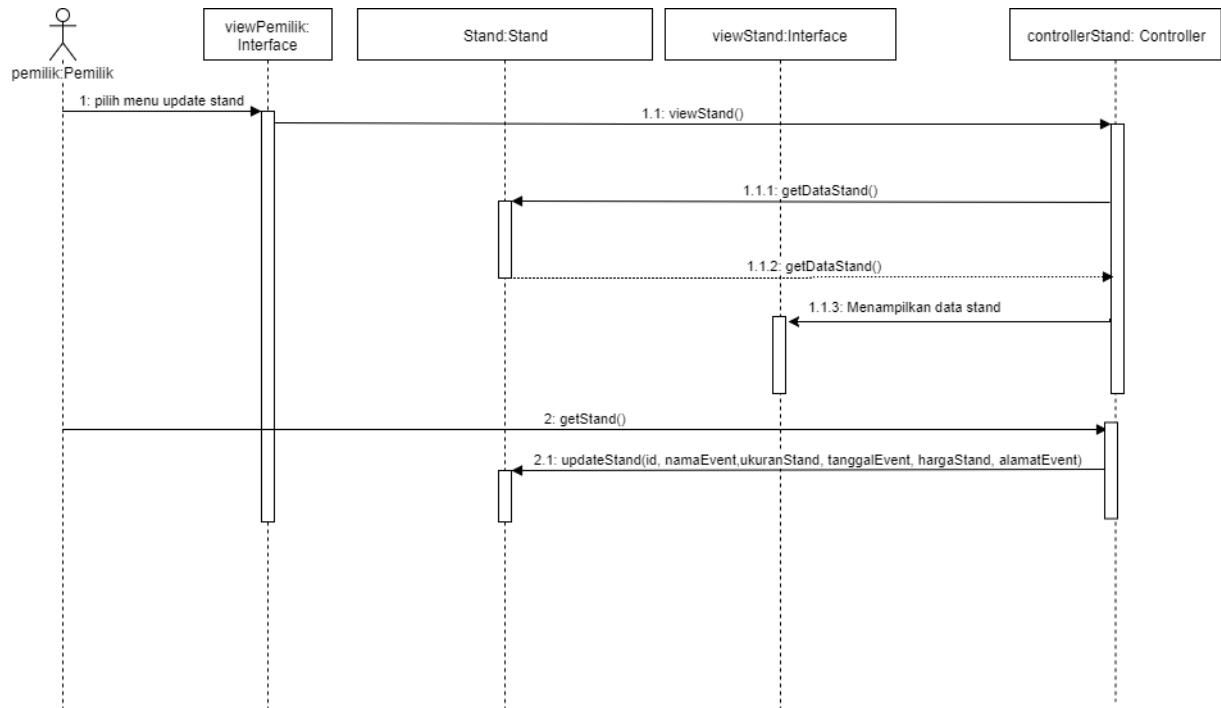 viewPemilik:
Interface
Stand:Stand
viewStand:Interface
controllerStand: Controller
pemilik:Pemilik
1: pilih menu update stand
1.1: viewStand()
1.1.1: getDataStand()
1.1.2: getDataStand()
1.1.3: Menampilkan data stand
2: getStand()
2.1: updateStand(id, namaEvent,ukuranStand, tanggalEvent, hargaStand, alamatEvent)